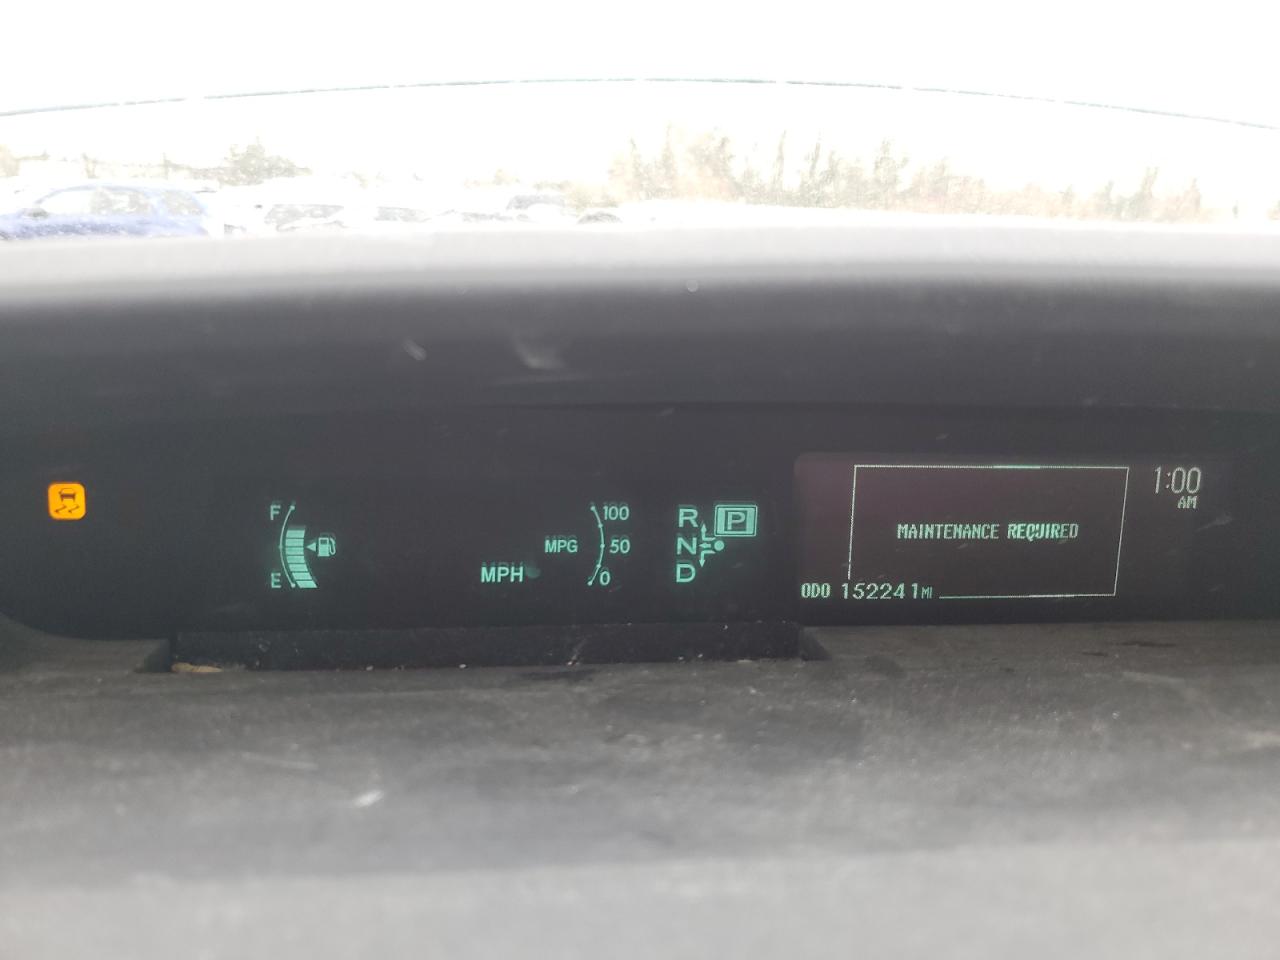 F
E
MPH
MPG
100
50
0
R
N
D
P
MAINTENANCE REQUIRED
1:00
AM
ODO 152241 MI